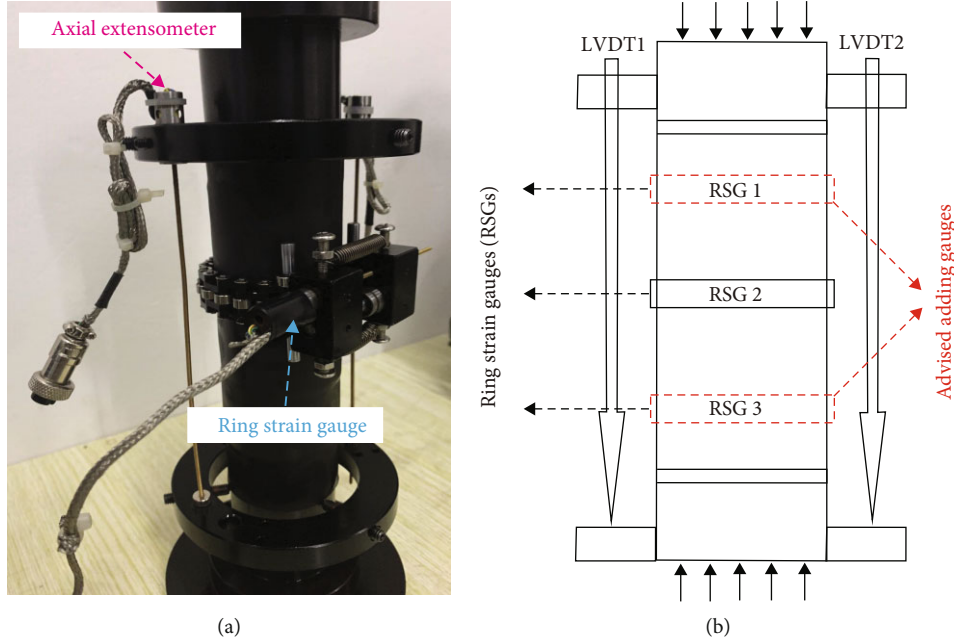 Axial extensometer
Ring strain gauge
(a)
LVDT1
LVDT2
Ring strain gauges (RSGs)
RSG 1
RSG 2
RSG 3
Advised adding gauges
(b)